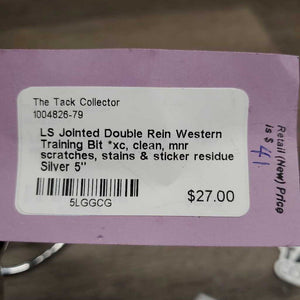 The Tack Collector
1004826-79
LS Jointed Double Rein Western
Training Bit *xc, clean, mnr
scratches, stains & sticker residue
Silver 5"
5LGGCG
$27.00
Retail (New) Price
is $ 41